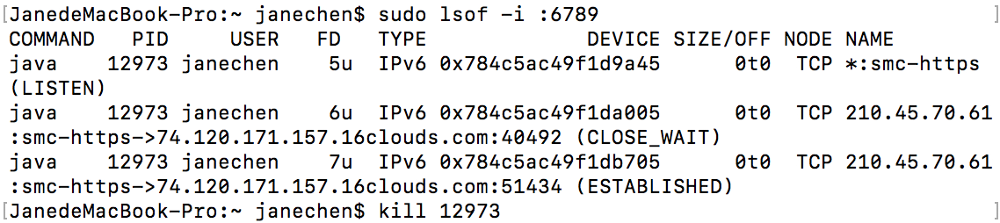 [JanedeMacBook-Pro:~ janechen$ sudo lsof -i :6789 ]
COMMAND   PID     USER   FD   TYPE             DEVICE SIZE/OFF NODE NAME
java    12973 janechen    5u  IPv6 0x784c5ac49f1d9a45      0t0  TCP *:smc-https
(LISTEN)
java    12973 janechen    6u  IPv6 0x784c5ac49f1da005      0t0  TCP 210.45.70.61
:smc-https->74.120.171.157.16clouds.com:40492 (CLOSE_WAIT)
java    12973 janechen    7u  IPv6 0x784c5ac49f1db705      0t0  TCP 210.45.70.61
:smc-https->74.120.171.157.16clouds.com:51434 (ESTABLISHED)
[JanedeMacBook-Pro:~ janechen$ kill 12973 ]